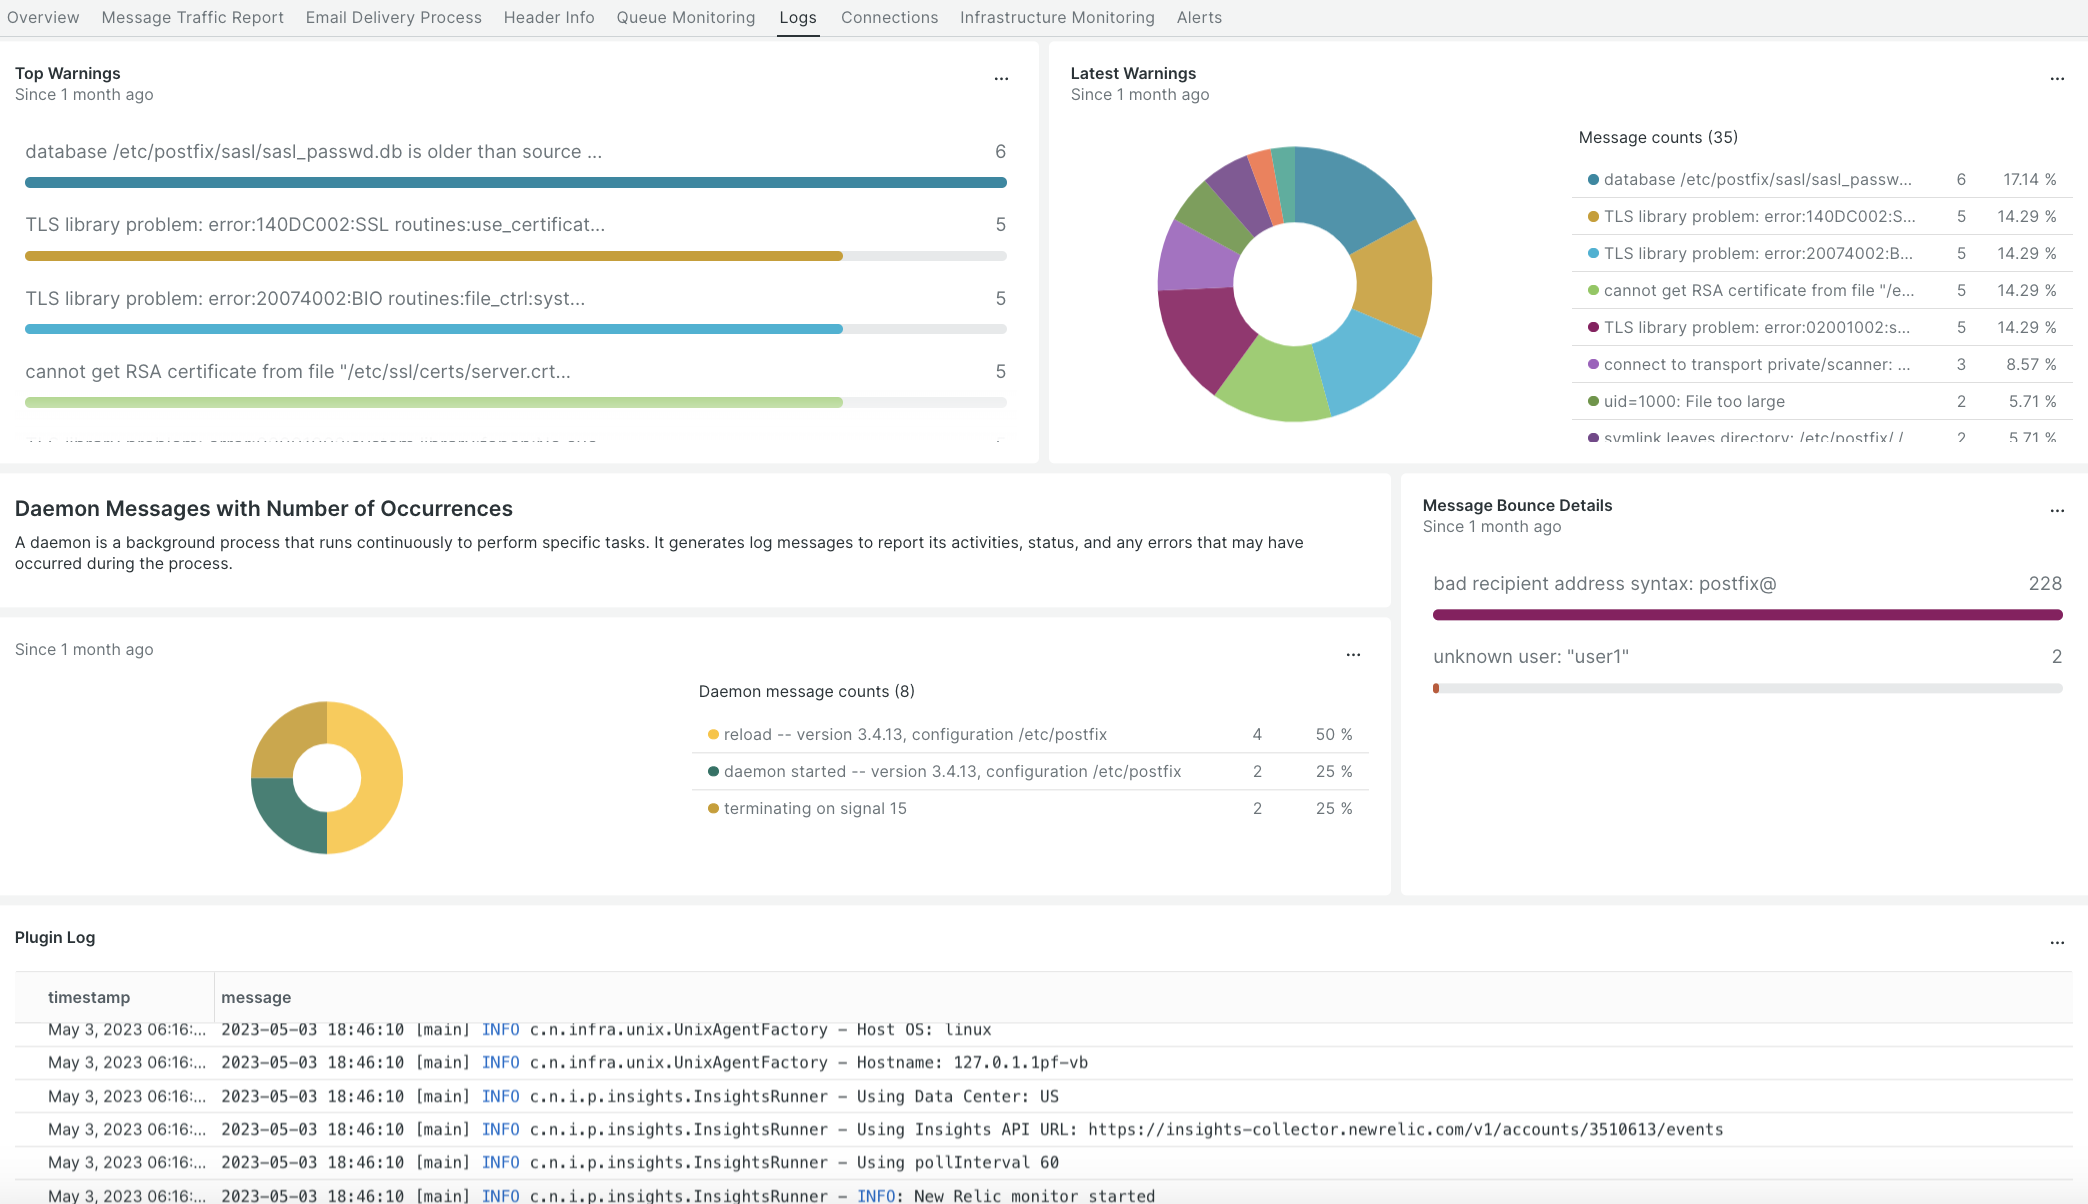 Overview Message Traffic Report Email Delivery Process Header Info Queue Monitoring Logs Connections Infrastructure Monitoring Alerts
Top Warnings
Since 1 month ago
database /etc/postfix/sasl/sasl_passwd.db is older than source ... 6
TLS library problem: error:140DC002:SSL routines:use_certificat... 5
TLS library problem: error:20074002:BIO routines:file_ctrl:syst... 5
cannot get RSA certificate from file "/etc/ssl/certs/server.crt... 5
Latest Warnings
Since 1 month ago
Message counts (35)
database /etc/postfix/sasl/sasl_passw... 6 17.14 %
TLS library problem: error:140DC002:S... 5 14.29 %
TLS library problem: error:20074002:B... 5 14.29 %
cannot get RSA certificate from file "/e... 5 14.29 %
TLS library problem: error:02001002:s... 5 14.29 %
connect to transport private/scanner: ... 3 8.57 %
uid=1000: File too large 2 5.71 %
symlink leaves directory: /etc/postfix/./ 2 5.71 %
Daemon Messages with Number of Occurrences
A daemon is a background process that runs continuously to perform specific tasks. It generates log messages to report its activities, status, and any errors that may have
occurred during the process.
Since 1 month ago
Daemon message counts (8)
reload -- version 3.4.13, configuration /etc/postfix 4 50 %
daemon started -- version 3.4.13, configuration /etc/postfix 2 25 %
terminating on signal 15 2 25 %
Message Bounce Details
Since 1 month ago
bad recipient address syntax: postfix@ 228
unknown user: "user1" 2
Plugin Log
timestamp message
May 3, 2023 06:16:... 2023-05-03 18:46:10 [main] INFO c.n.infra.unix.UnixAgentFactory - Host OS: linux
May 3, 2023 06:16:... 2023-05-03 18:46:10 [main] INFO c.n.infra.unix.UnixAgentFactory - Hostname: 127.0.1.1pf-vb
May 3, 2023 06:16:... 2023-05-03 18:46:10 [main] INFO c.n.i.p.insights.InsightsRunner - Using Data Center: US
May 3, 2023 06:16:... 2023-05-03 18:46:10 [main] INFO c.n.i.p.insights.InsightsRunner - Using Insights API URL: https://insights-collector.newrelic.com/v1/accounts/3510613/events
May 3, 2023 06:16:... 2023-05-03 18:46:10 [main] INFO c.n.i.p.insights.InsightsRunner - Using pollInterval 60
May 3, 2023 06:16:... 2023-05-03 18:46:10 [main] INFO c.n.i.p.insights.InsightsRunner - INFO: New Relic monitor started